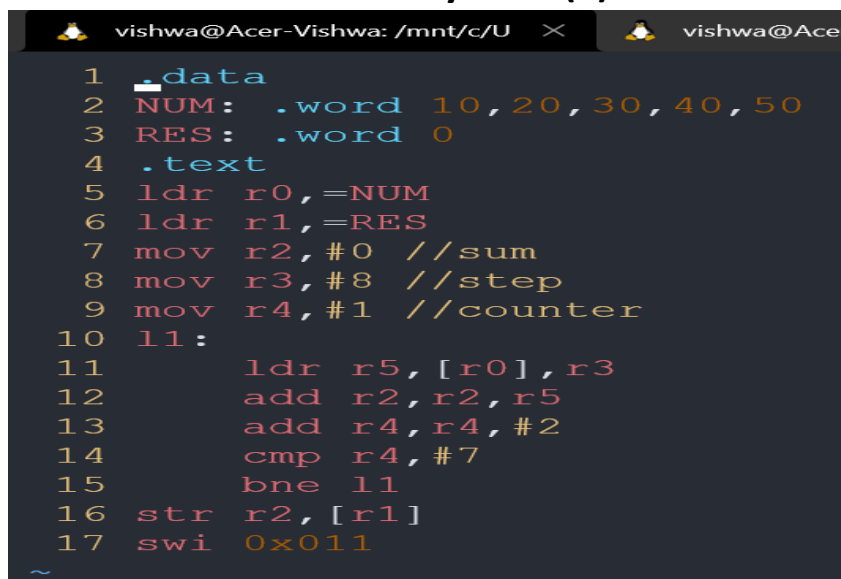 vishwa@Acer-Vishwa: /mnt/c/U × vishwa@Ace
1 .data
2 NUM: .word 10,20,30,40,50
3 RES: .word 0
4 .text
5 ldr r0,=NUM
6 ldr r1,=RES
7 mov r2,#0 //sum
8 mov r3,#8 //step
9 mov r4,#1 //counter
10 l1:
11 ldr r5,[r0],r3
12 add r2,r2,r5
13 add r4,r4,#2
14 cmp r4,#7
15 bne l1
16 str r2,[r1]
17 swi 0x011
~